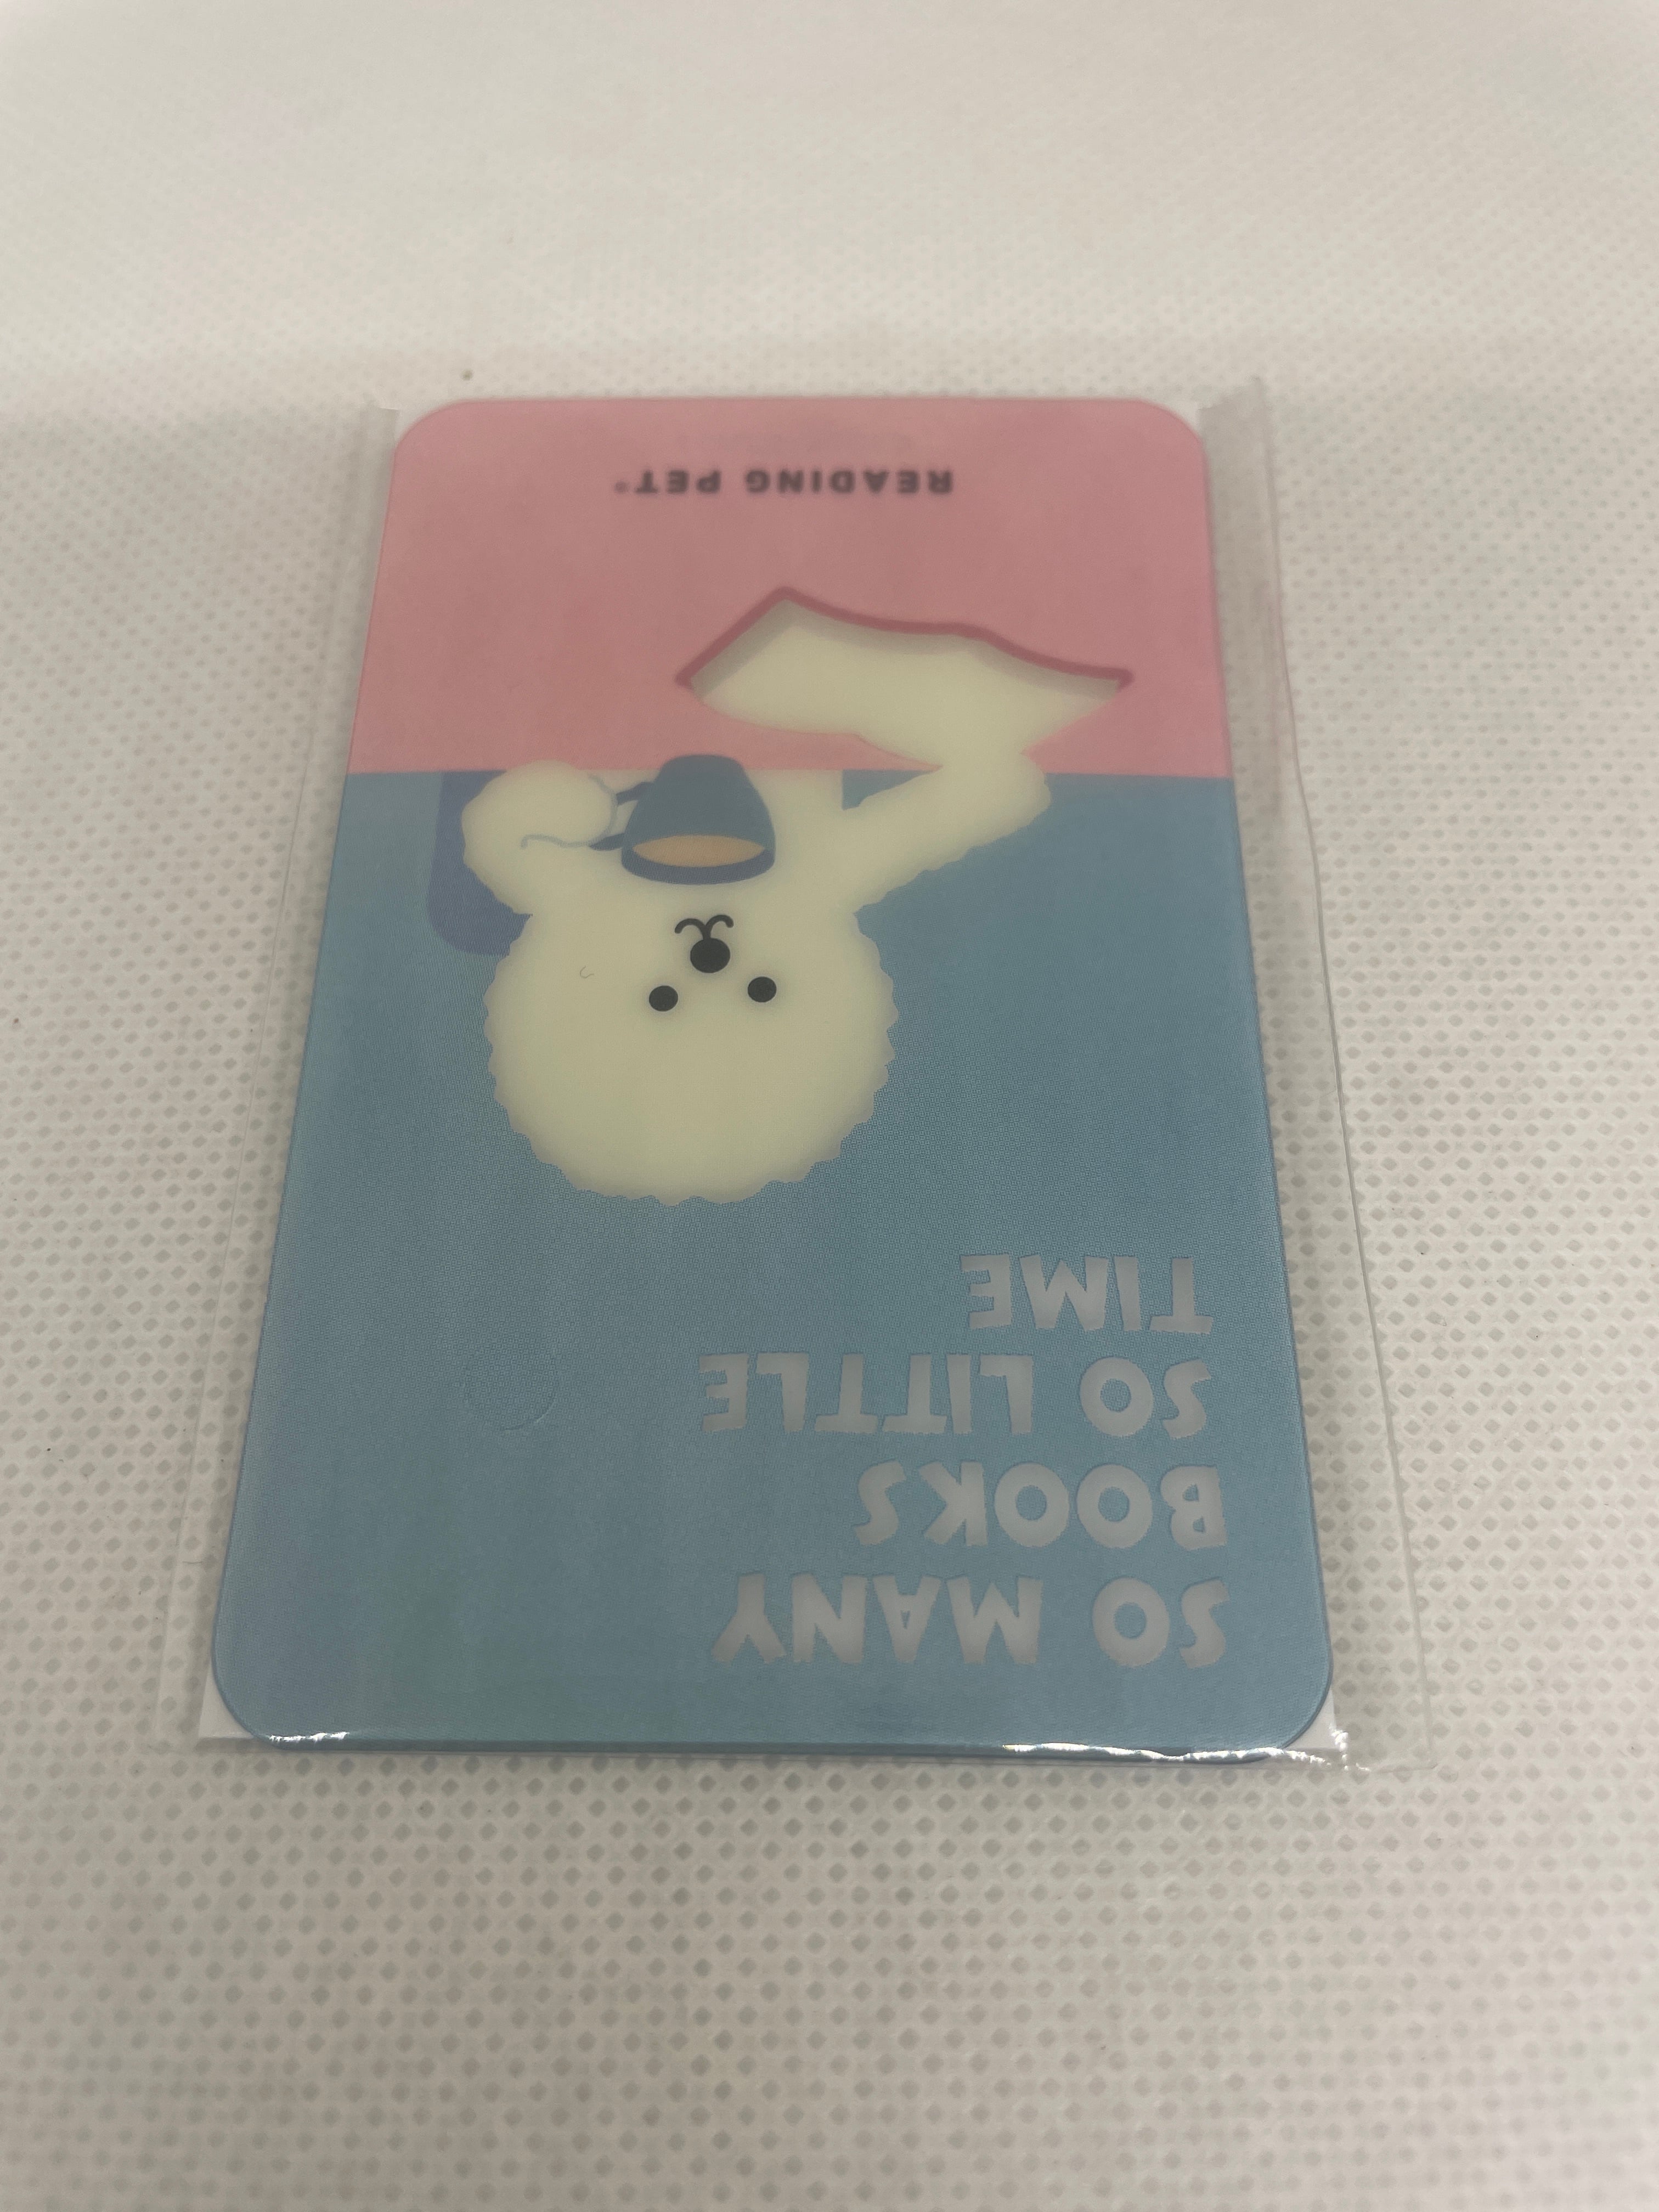 SO MANY
BOOKS
SO LITTLE
TIME
READING PET®